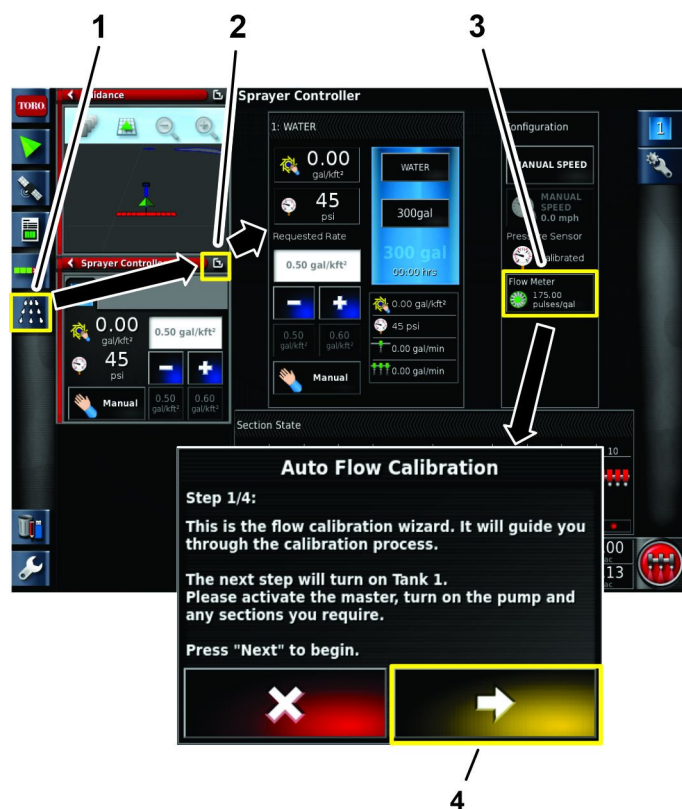 1
2
3
TORO.
Guidance
Sprayer Controller
1: WATER
0.00
gal/kft²
45
psi
Requested Rate
0.50 gal/kft²
0.50
gal/kft²
0.60
gal/kft²
Manual
WATER
300gal
300 gal
00:00 hrs
0.00 gal/kft²
45 psi
0.00 gal/min
0.00 gal/min
Configuration
MANUAL SPEED
MANUAL
SPEED
0.0 mph
Pressure Sensor
Calibrated
Flow Meter
175.00
pulses/gal
1
Sprayer Controller
0.00
gal/kft²
0.50 gal/kft²
45
psi
Manual
0.50
gal/kft²
0.60
gal/kft²
Section State
10
.00
ac
.13
ac
Auto Flow Calibration
Step 1/4:
This is the flow calibration wizard. It will guide you
through the calibration process.
The next step will turn on Tank 1.
Please activate the master, turn on the pump and
any sections you require.
Press "Next" to begin.
4